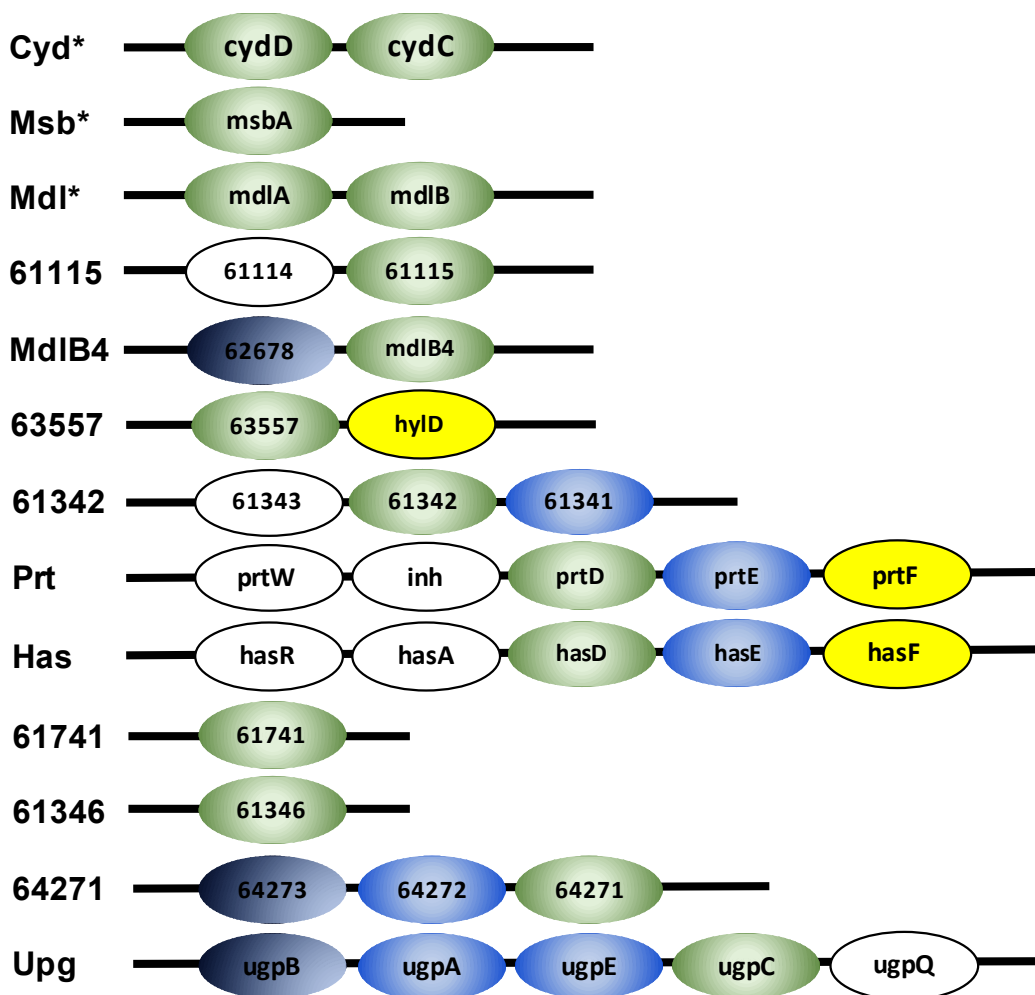 Cyd* cydD cydC
Msb* msbA
Mdl* mdlA mdlB
61115 61114 61115
MdlB4 62678 mdlB4
63557 63557 hylD
61342 61343 61342 61341
Prt prtW inh prtD prtE prtF
Has hasR hasA hasD hasE hasF
61741 61741
61346 61346
64271 64273 64272 64271
Upg ugpB ugpA ugpE ugpC ugpQ